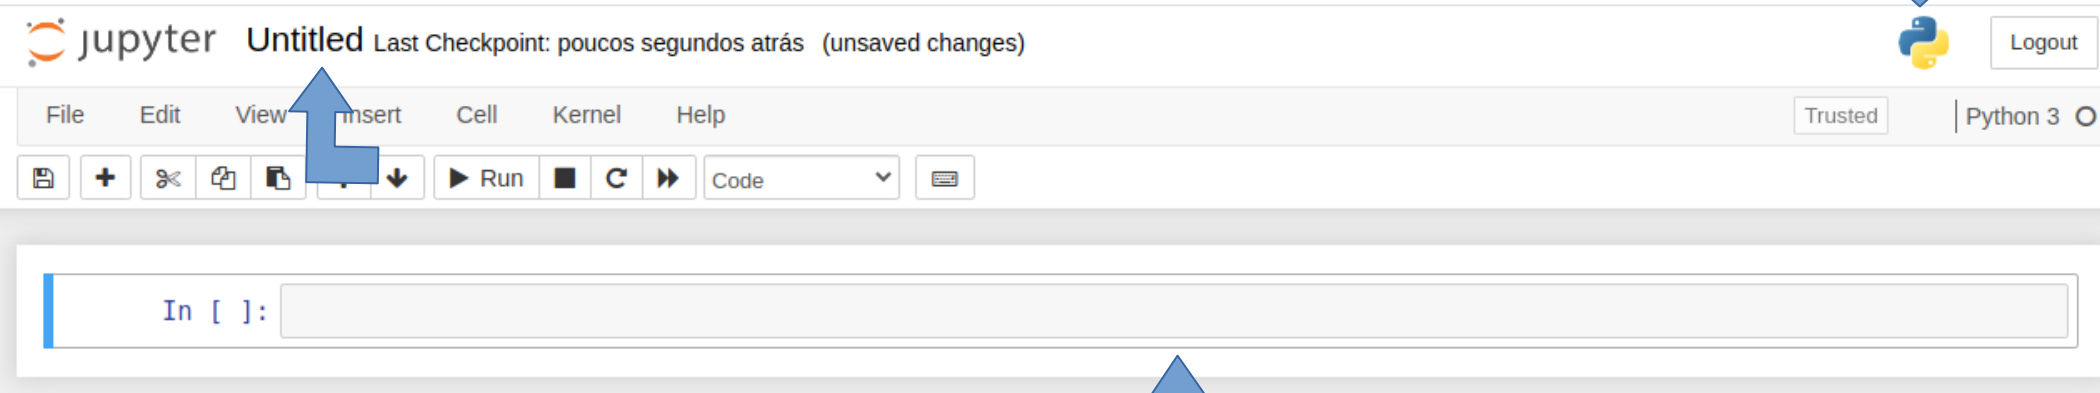 jupyter Untitled Last Checkpoint: poucos segundos atrás (unsaved changes) Logout
File Edit View Insert Cell Kernel Help Trusted Python 3
Run Code
In [ ]: